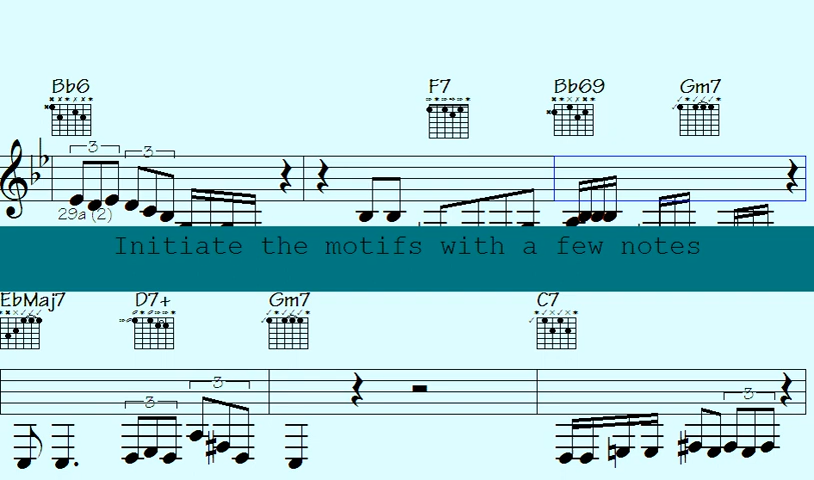 Bb6 F7 Bb69 Gm7
3 3
29a (2)
Initiate the motifs with a few notes
EbMaj7 D7+ Gm7 C7
3 3 3